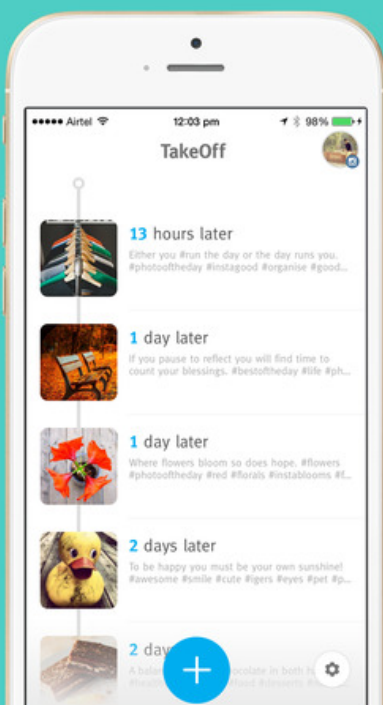 Airtel 12:03 pm 98%
TakeOff
13 hours later
Either you #run the day or the day runs you.
#photooftheday #instagood #organise #good...
1 day later
If you pause to reflect you will find time to
count your blessings. #bestoftheday #life #ph...
1 day later
Where flowers bloom so does hope. #flowers
#photooftheday #red #florals #instablooms #f...
2 days later
To be happy you must be your own sunshine!
#awesome #smile #cute #igers #eyes #pet #p...
2 day
A balan ocolate in both h
#food #desserts